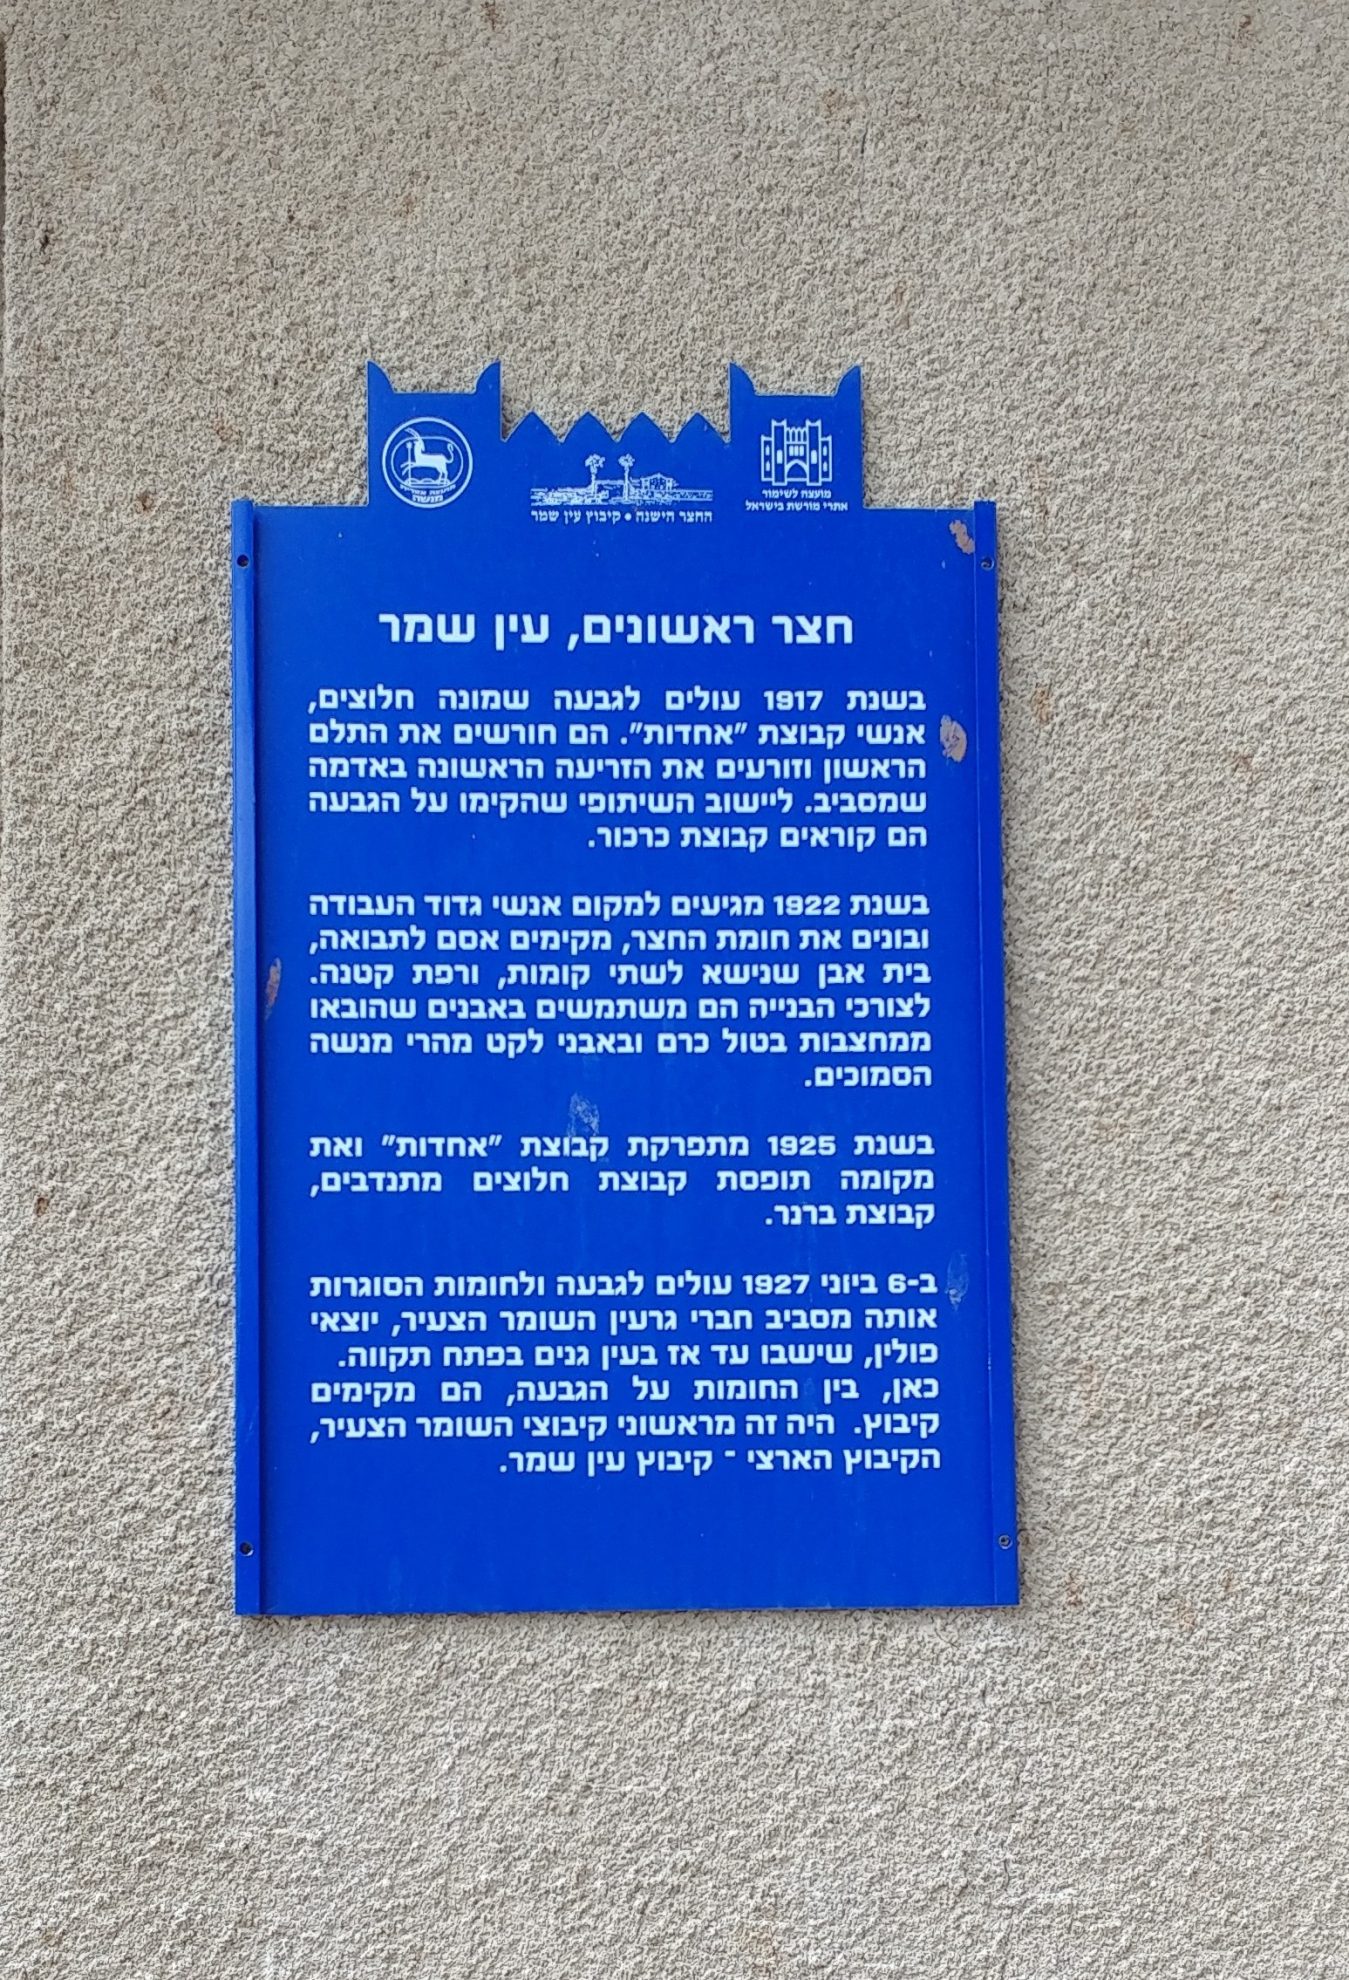 מועצה לשימור
אתרי מורשת בישראל
החצר הישנה • קיבוץ עין שמר
מועצה אזורית
מנשה
חצר ראשונים, עין שמר
בשנת 1917 עולים לגבעה שמונה חלוצים,
אנשי קבוצת "אחדות". הם חורשים את התלם
הראשון וזורעים את הזריעה הראשונה באדמה
שמסביב. ליישוב השיתופי שהקימו על הגבעה
הם קוראים קבוצת כרכור.
בשנת 1922 מגיעים למקום אנשי גדוד העבודה
ובונים את חומת החצר, מקימים אסם לתבואה,
בית אבן שנישא לשתי קומות, ורפת קטנה.
לצורכי הבנייה הם משתמשים באבנים שהובאו
ממחצבות בטול כרם ובאבני לקט מהרי מנשה
הסמוכים.
בשנת 1925 מתפרקת קבוצת "אחדות" ואת
מקומה תופסת קבוצת חלוצים מתנדבים,
קבוצת ברנר.
ב-6 ביוני 1927 עולים לגבעה ולחומות הסוגרות
אותה מסביב חברי גרעין השומר הצעיר, יוצאי
פולין, שישבו עד אז בעין גנים בפתח תקווה.
כאן, בין החומות על הגבעה, הם מקימים
קיבוץ. היה זה מראשוני קיבוצי השומר הצעיר,
הקיבוץ הארצי - קיבוץ עין שמר.